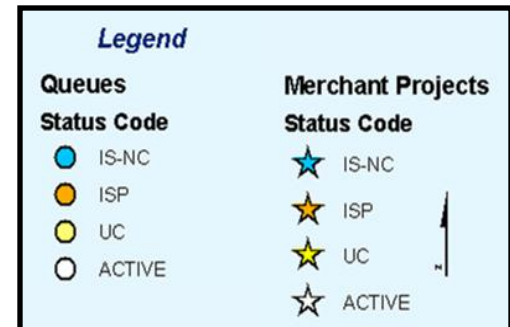 Legend
Queues
Status Code
IS-NC
ISP
UC
ACTIVE
Merchant Projects
Status Code
IS-NC
ISP
UC
ACTIVE
N